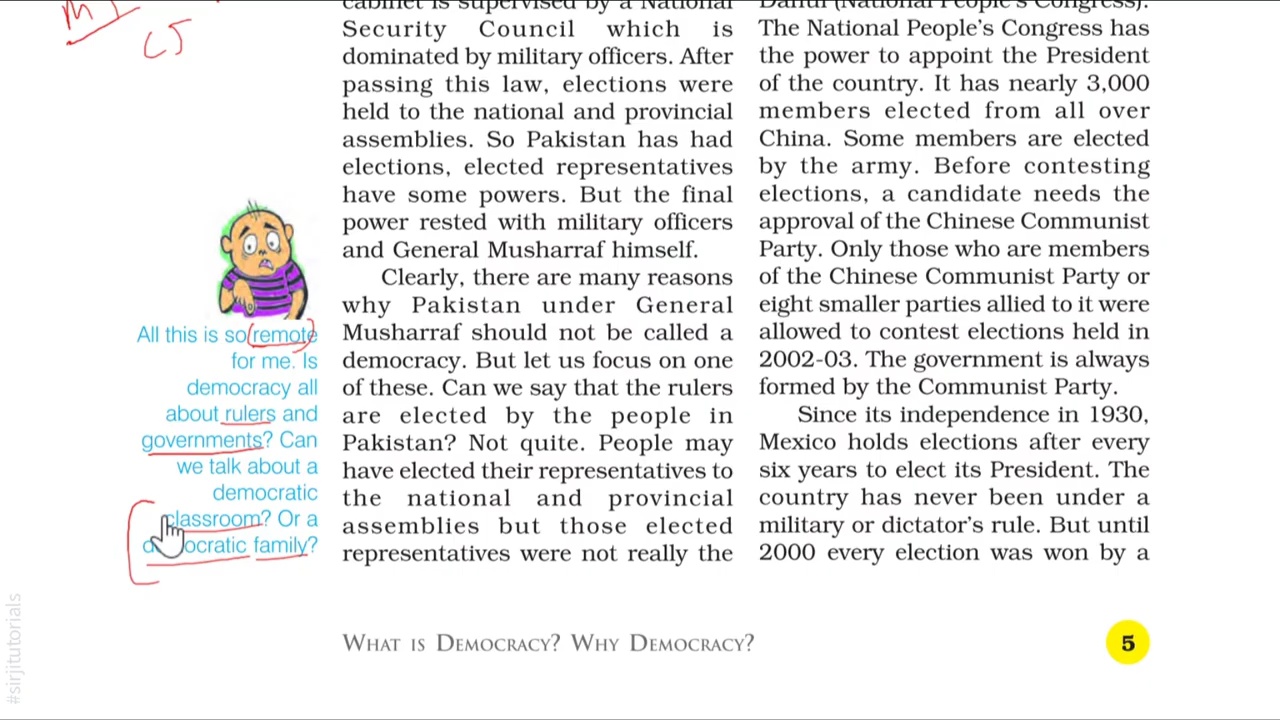 cabinet is supervised by a National
Security Council which is
dominated by military officers. After
passing this law, elections were
held to the national and provincial
assemblies. So Pakistan has had
elections, elected representatives
have some powers. But the final
power rested with military officers
and General Musharraf himself.
Clearly, there are many reasons
why Pakistan under General
Musharraf should not be called a
democracy. But let us focus on one
of these. Can we say that the rulers
are elected by the people in
Pakistan? Not quite. People may
have elected their representatives to
the national and provincial
assemblies but those elected
representatives were not really the
(National People's Congress).
The National People's Congress has
the power to appoint the President
of the country. It has nearly 3,000
members elected from all over
China. Some members are elected
by the army. Before contesting
elections, a candidate needs the
approval of the Chinese Communist
Party. Only those who are members
of the Chinese Communist Party or
eight smaller parties allied to it were
allowed to contest elections held in
2002-03. The government is always
formed by the Communist Party.
Since its independence in 1930,
Mexico holds elections after every
six years to elect its President. The
country has never been under a
military or dictator's rule. But until
2000 every election was won by a
All this is so remote
for me. Is
democracy all
about rulers and
governments? Can
we talk about a
democratic
classroom? Or a
democratic family?
WHAT IS DEMOCRACY? WHY DEMOCRACY?
5
#sirjitutorials